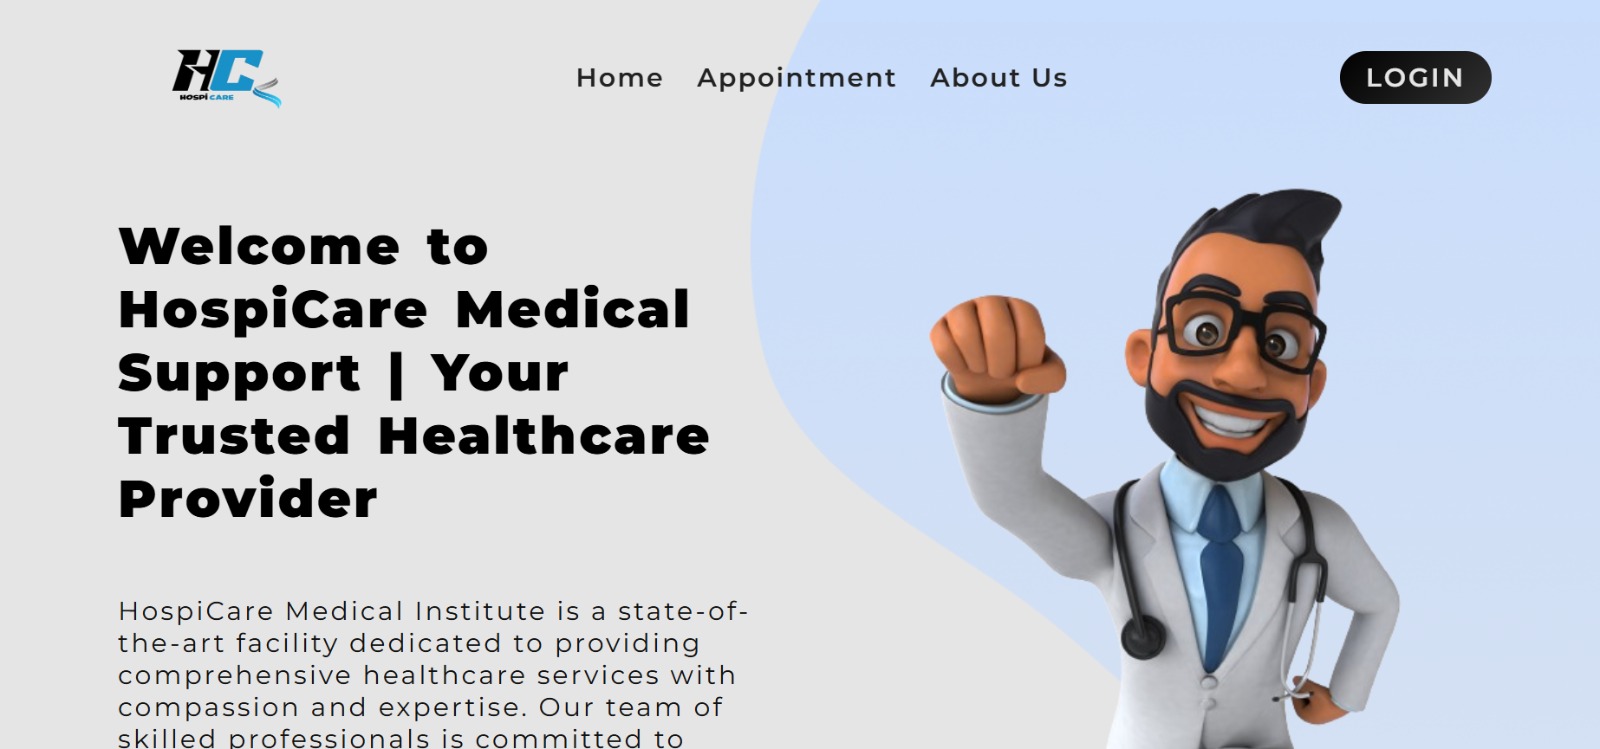 HC
HOSPI CARE
Home Appointment About Us
LOGIN
Welcome to
HospiCare Medical
Support | Your
Trusted Healthcare
Provider
HospiCare Medical Institute is a state-of-
the-art facility dedicated to providing
comprehensive healthcare services with
compassion and expertise. Our team of
skilled professionals is committed to